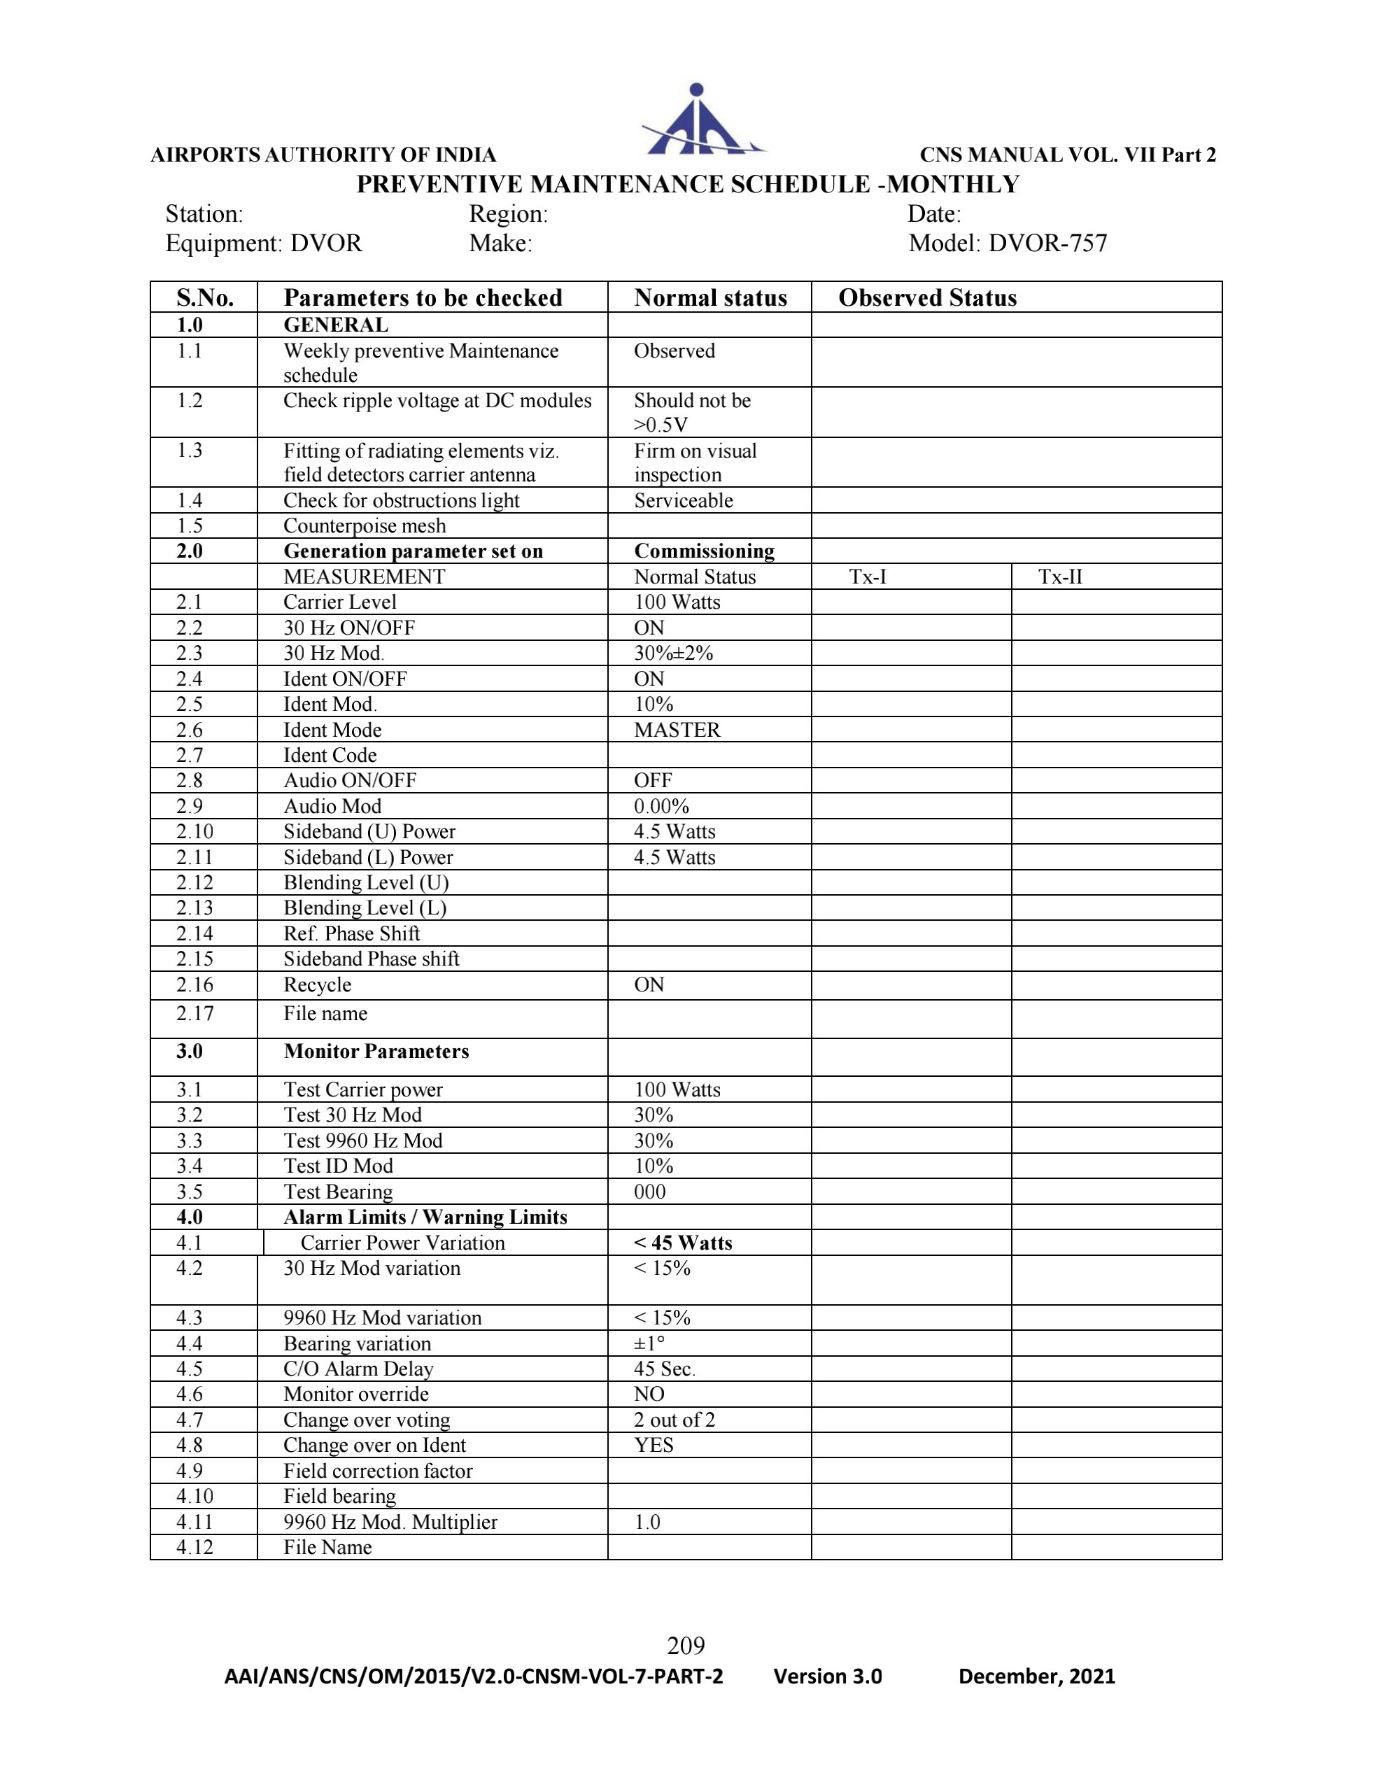 AIRPORTS AUTHORITY OF INDIA CNS MANUAL VOL. VII Part 2
PREVENTIVE MAINTENANCE SCHEDULE -MONTHLY
Station: Region: Date:
Equipment: DVOR Make: Model: DVOR-757
S.No. Parameters to be checked Normal status Observed Status
1.0 GENERAL
1.1 Weekly preventive Maintenance Observed
schedule
1.2 Check ripple voltage at DC modules Should not be
>0.5V
1.3 Fitting of radiating elements viz. Firm on visual
field detectors carrier antenna inspection
1.4 Check for obstructions light Serviceable
1.5 Counterpoise mesh
2.0 Generation parameter set on Commissioning
MEASUREMENT Normal Status Tx-I Tx-II
2.1 Carrier Level 100 Watts
2.2 30 Hz ON/OFF ON
2.3 30 Hz Mod. 30%±2%
2.4 Ident ON/OFF ON
2.5 Ident Mod. 10%
2.6 Ident Mode MASTER
2.7 Ident Code
2.8 Audio ON/OFF OFF
2.9 Audio Mod 0.00%
2.10 Sideband (U) Power 4.5 Watts
2.11 Sideband (L) Power 4.5 Watts
2.12 Blending Level (U)
2.13 Blending Level (L)
2.14 Ref. Phase Shift
2.15 Sideband Phase shift
2.16 Recycle ON
2.17 File name
3.0 Monitor Parameters
3.1 Test Carrier power 100 Watts
3.2 Test 30 Hz Mod 30%
3.3 Test 9960 Hz Mod 30%
3.4 Test ID Mod 10%
3.5 Test Bearing 000
4.0 Alarm Limits / Warning Limits
4.1 Carrier Power Variation < 45 Watts
4.2 30 Hz Mod variation < 15%
4.3 9960 Hz Mod variation < 15%
4.4 Bearing variation ±1°
4.5 C/O Alarm Delay 45 Sec.
4.6 Monitor override NO
4.7 Change over voting 2 out of 2
4.8 Change over on Ident YES
4.9 Field correction factor
4.10 Field bearing
4.11 9960 Hz Mod. Multiplier 1.0
4.12 File Name
209
AAI/ANS/CNS/OM/2015/V2.0-CNSM-VOL-7-PART-2 Version 3.0 December, 2021